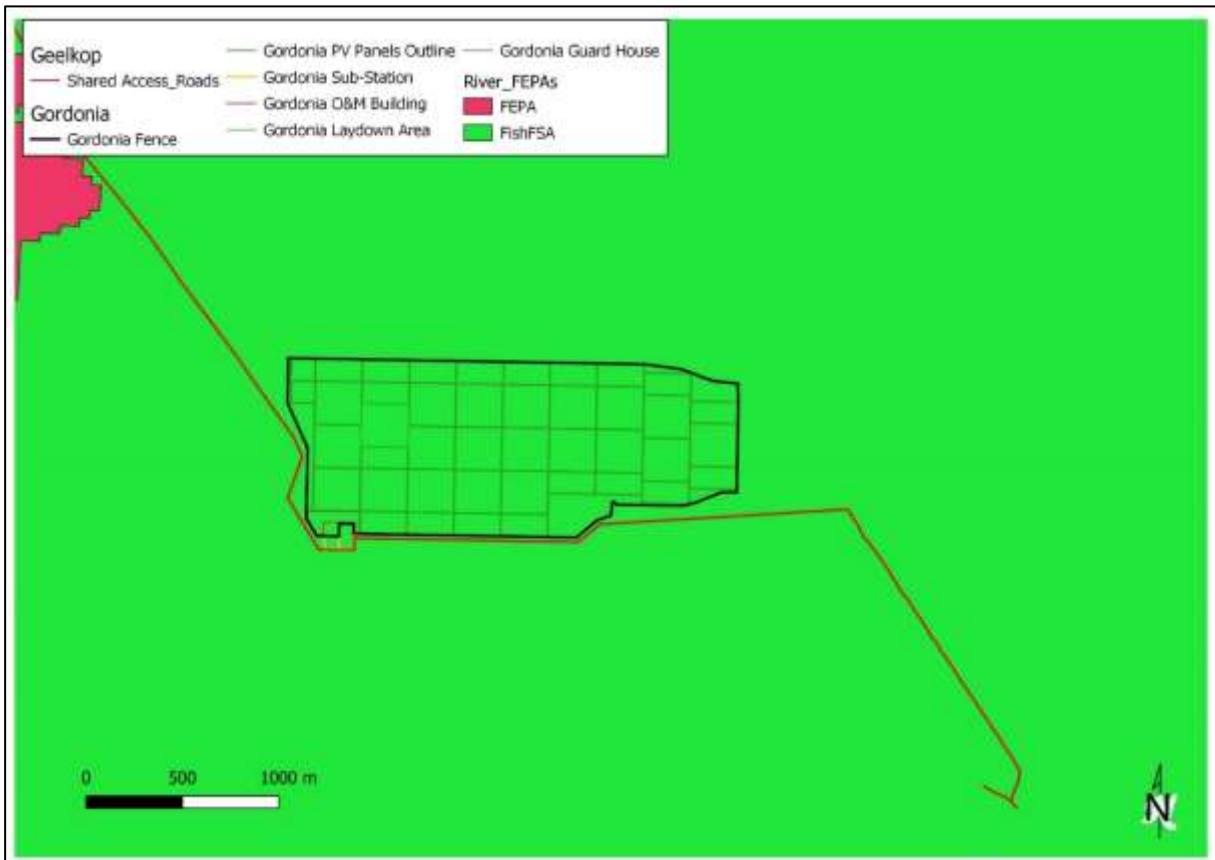 Geelkop
Shared Access_Roads
Gordonia
Gordonia Fence
Gordonia PV Panels Outline
Gordonia Sub-Station
Gordonia O&M Building
Gordonia Laydown Area
Gordonia Guard House
River_FEPAs
FEPA
FishFSA
0 500 1000 m
N